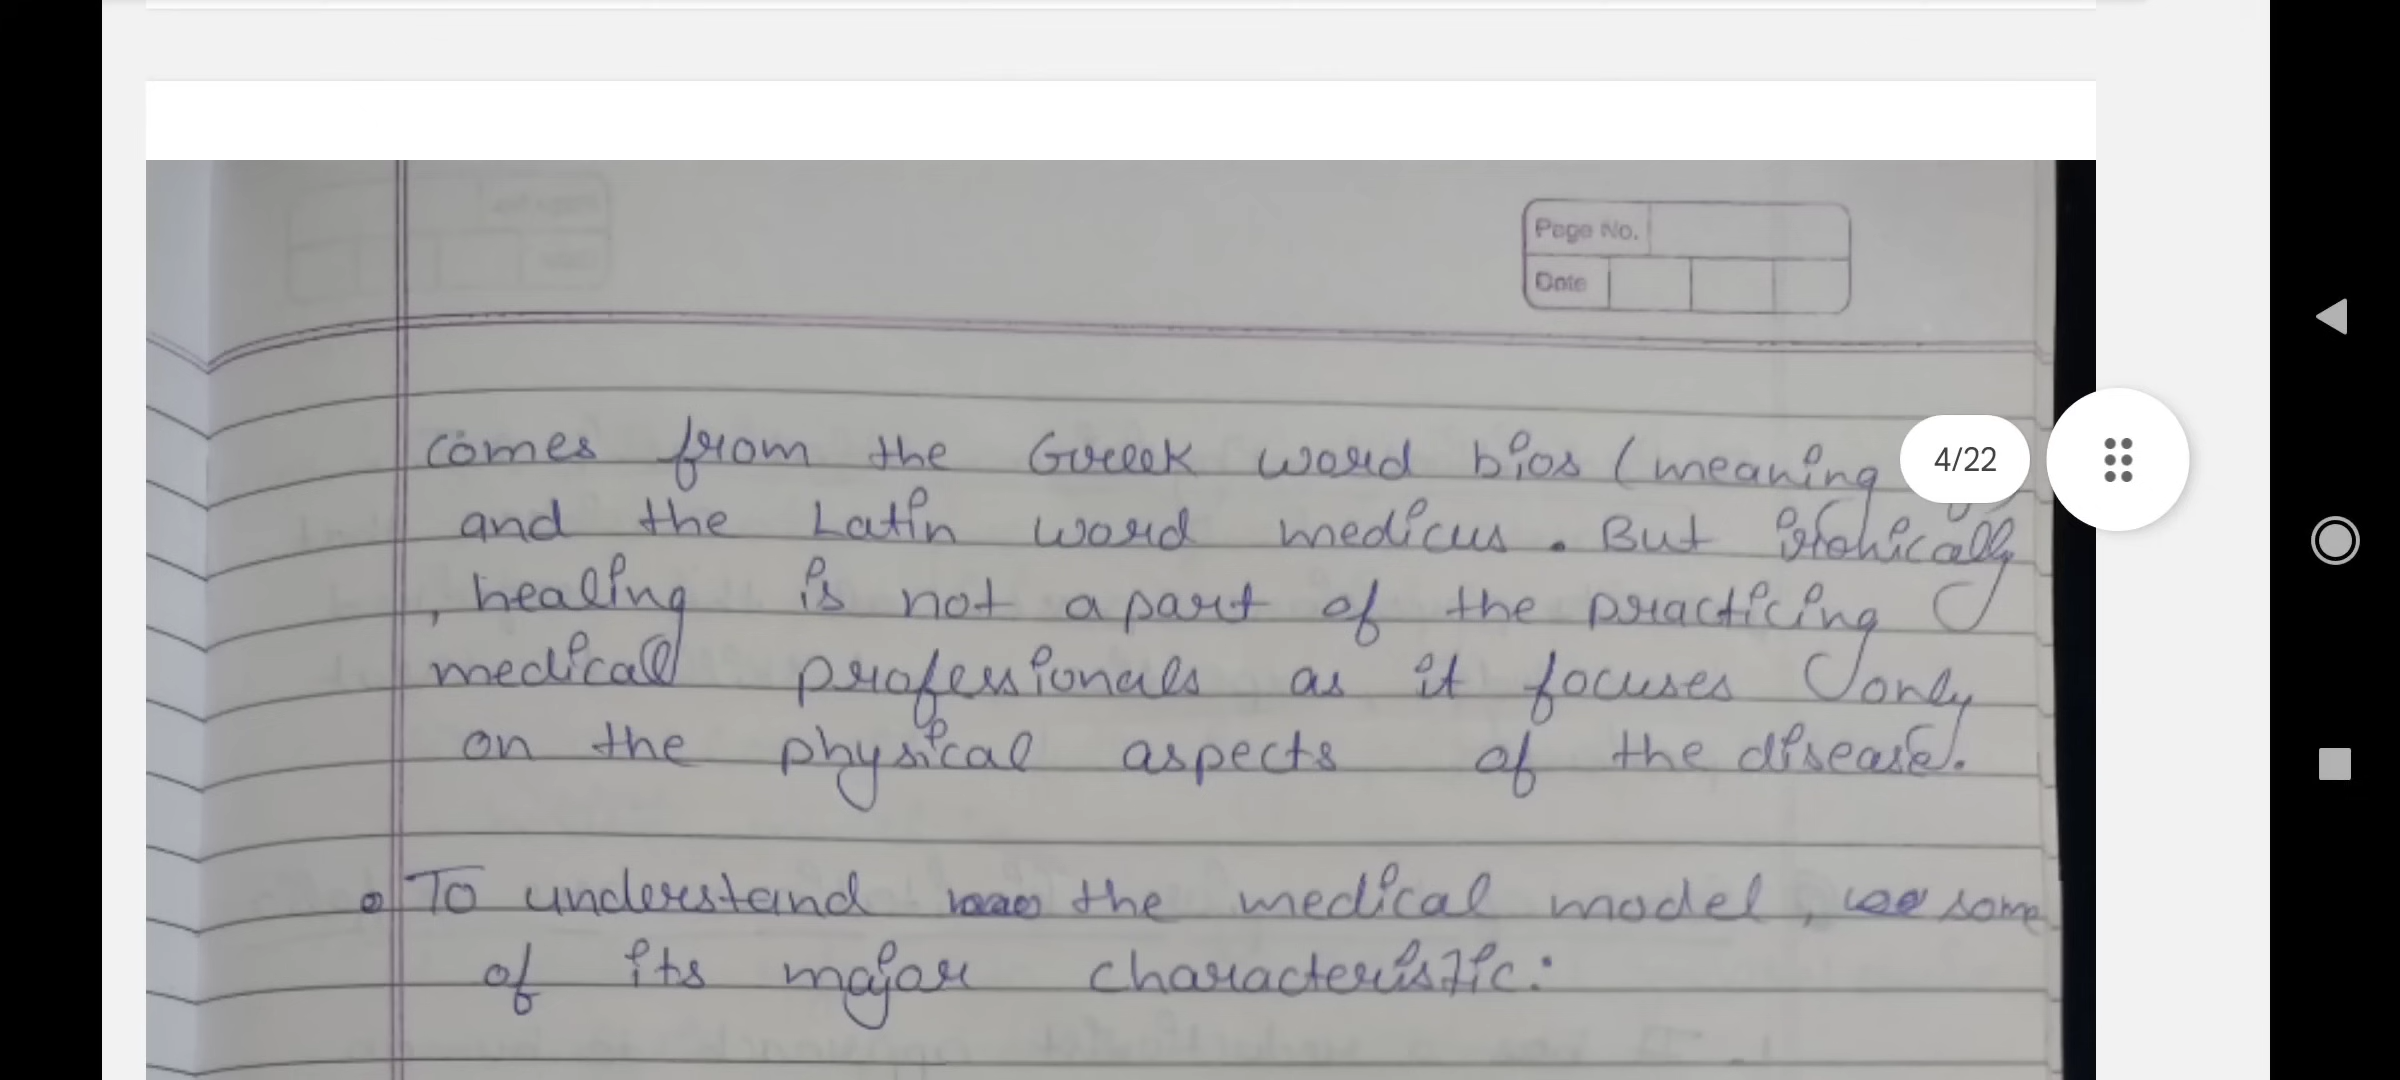 Page No.
Date
comes from the Greek word bios (meaning
4/22
and the Latin word medicus. But ironically
, healing is not a part of the practicing
medical professionals as it focuses only
on the physical aspects of the disease.
To understand the medical model, some
of its major characteristic: